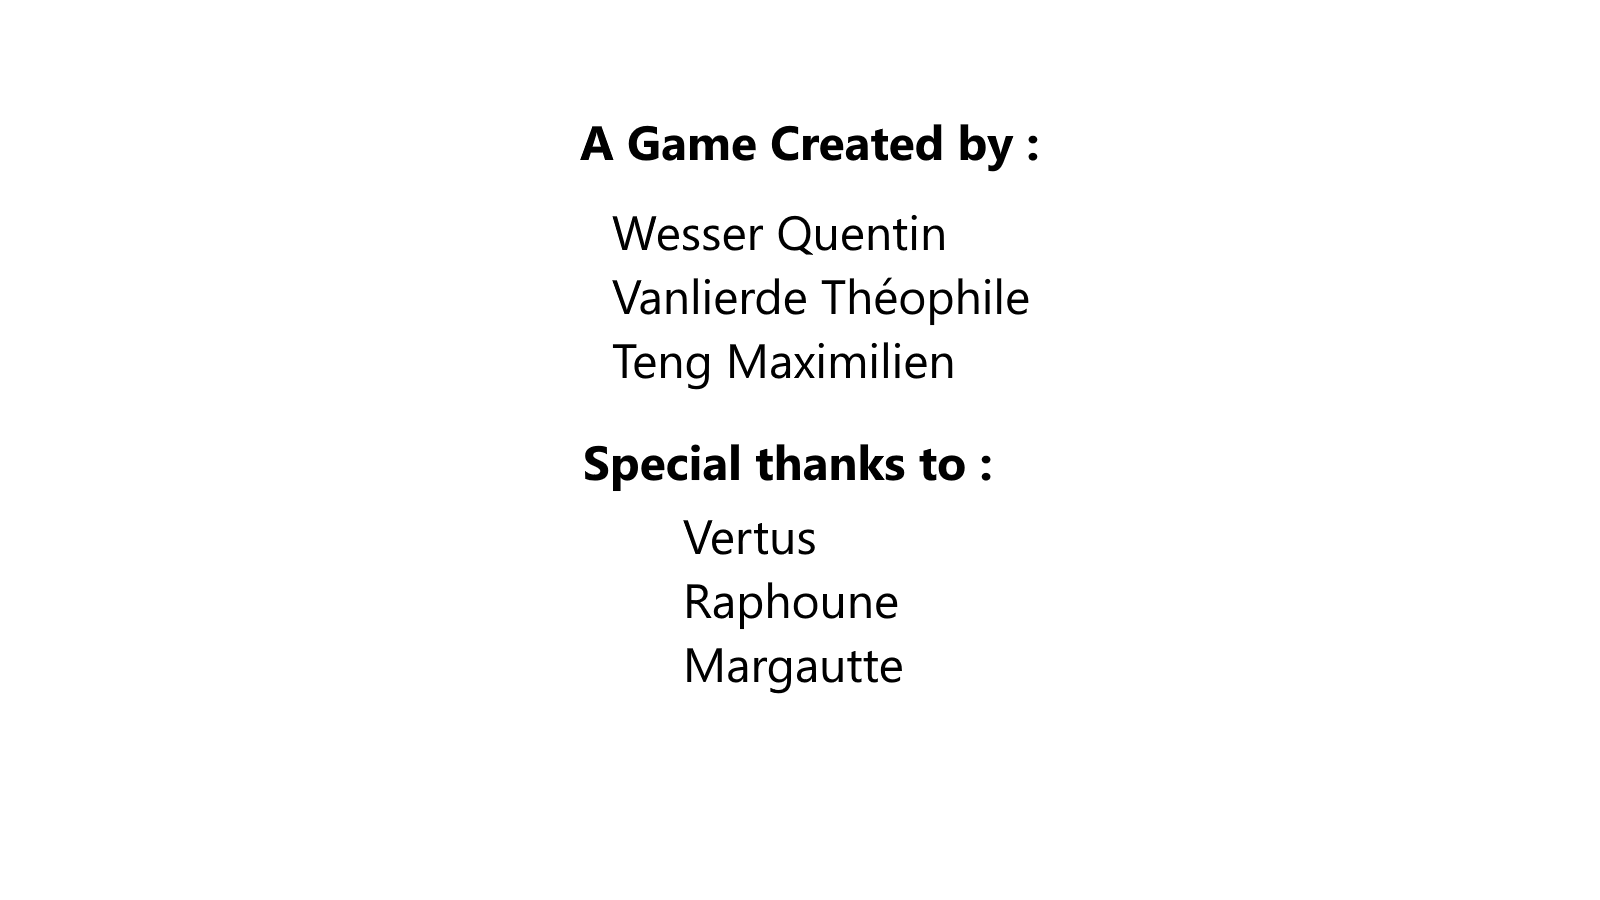 A Game Created by :
Wesser Quentin
Vanlierde Théophile
Teng Maximilien
Special thanks to :
Vertus
Raphoune
Margautte